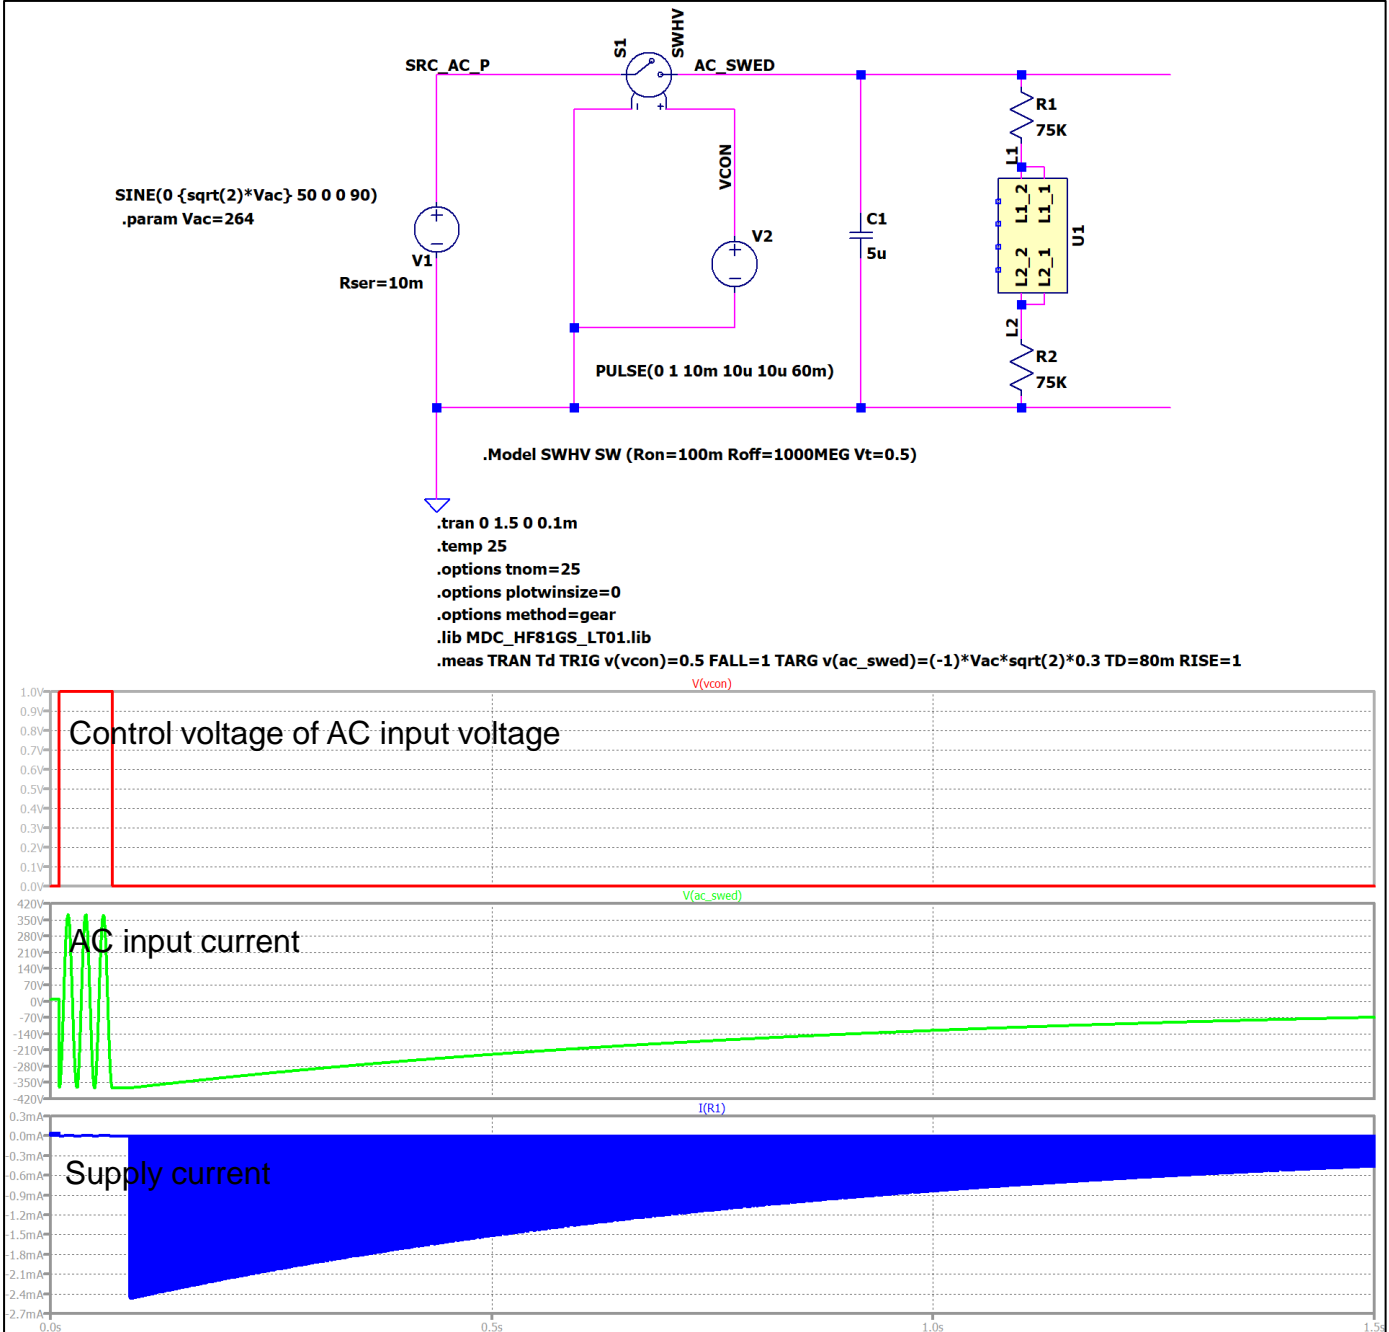 SRC_AC_P
S1
SWHV
AC_SWED
R1
75K
L1
VCON
SINE(0 {sqrt(2)*Vac} 50 0 0 90)
.param Vac=264
+
V1
Rser=10m
V2
C1
5u
L1_2
L1_1
L2_2
L2_1
U1
L2
R2
75K
PULSE(0 1 10m 10u 10u 60m)
.Model SWHV SW (Ron=100m Roff=1000MEG Vt=0.5)
.tran 0 1.5 0 0.1m
.temp 25
.options tnom=25
.options plotwinsize=0
.options method=gear
.lib MDC_HF81GS_LT01.lib
.meas TRAN Td TRIG v(vcon)=0.5 FALL=1 TARG v(ac_swed)=(-1)*Vac*sqrt(2)*0.3 TD=80m RISE=1
V(vcon)
1.0V
0.9V
0.8V
0.7V
0.6V
0.5V
0.4V
0.3V
0.2V
0.1V
0.0V
Control voltage of AC input voltage
V(ac_swed)
420V
350V
280V
210V
140V
70V
0V
-70V
-140V
-210V
-280V
-350V
-420V
AC input current
I(R1)
0.3mA
0.0mA
-0.3mA
-0.6mA
-0.9mA
-1.2mA
-1.5mA
-1.8mA
-2.1mA
-2.4mA
-2.7mA
Supply current
0.0s
0.5s
1.0s
1.5s